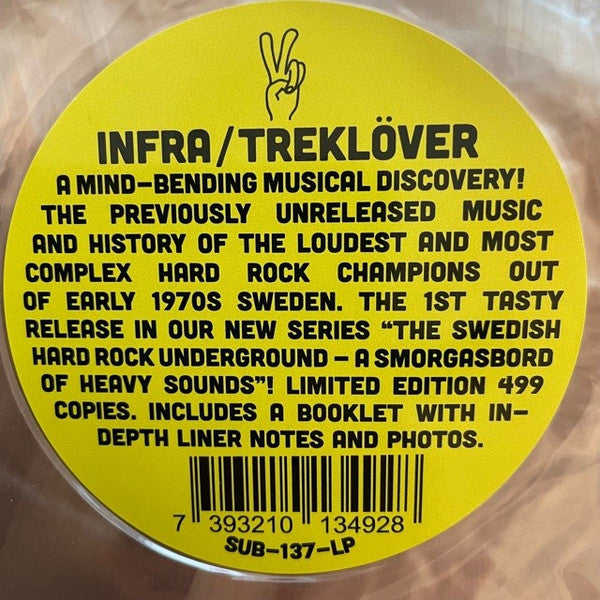 INFRA/TREKLÖVER
A MIND-BENDING MUSICAL DISCOVERY!
THE PREVIOUSLY UNRELEASED MUSIC
AND HISTORY OF THE LOUDEST AND MOST
COMPLEX HARD ROCK CHAMPIONS OUT
OF EARLY 1970S SWEDEN. THE 1ST TASTY
RELEASE IN OUR NEW SERIES “THE SWEDISH
HARD ROCK UNDERGROUND – A SMORGASBORD
OF HEAVY SOUNDS”! LIMITED EDITION 499
COPIES. INCLUDES A BOOKLET WITH IN-
DEPTH LINER NOTES AND PHOTOS.
7 393210 134928
SUB-137-LP